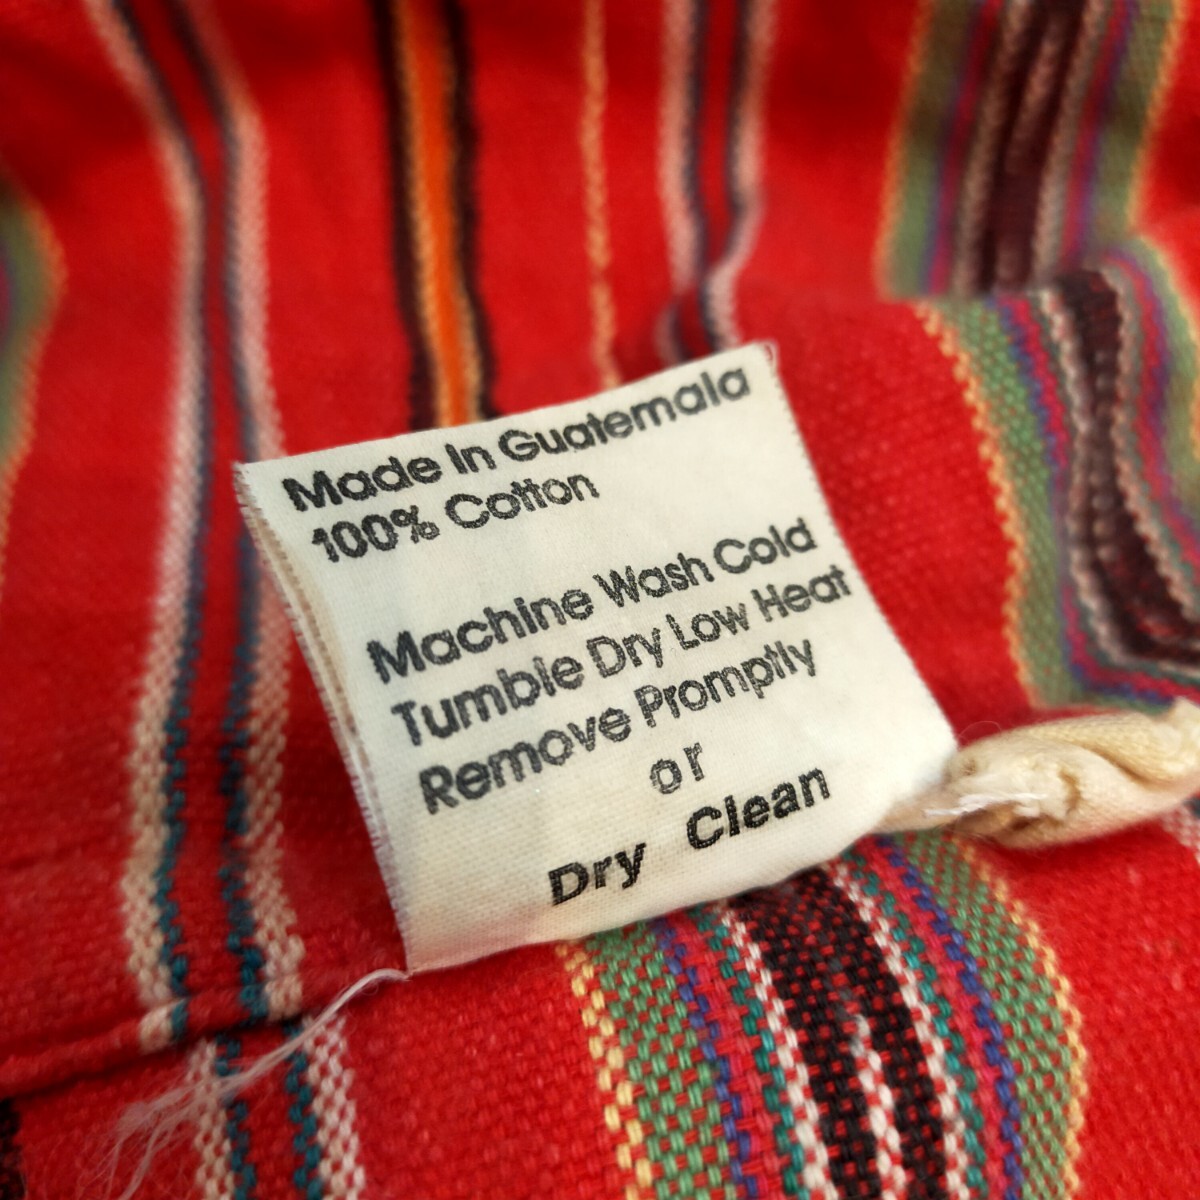 Made In Guatemala
100% Cotton
Machine Wash Cold
Tumble Dry Low Heat
Remove Promptly
or
Dry Clean